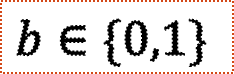 b ∈ {0,1}